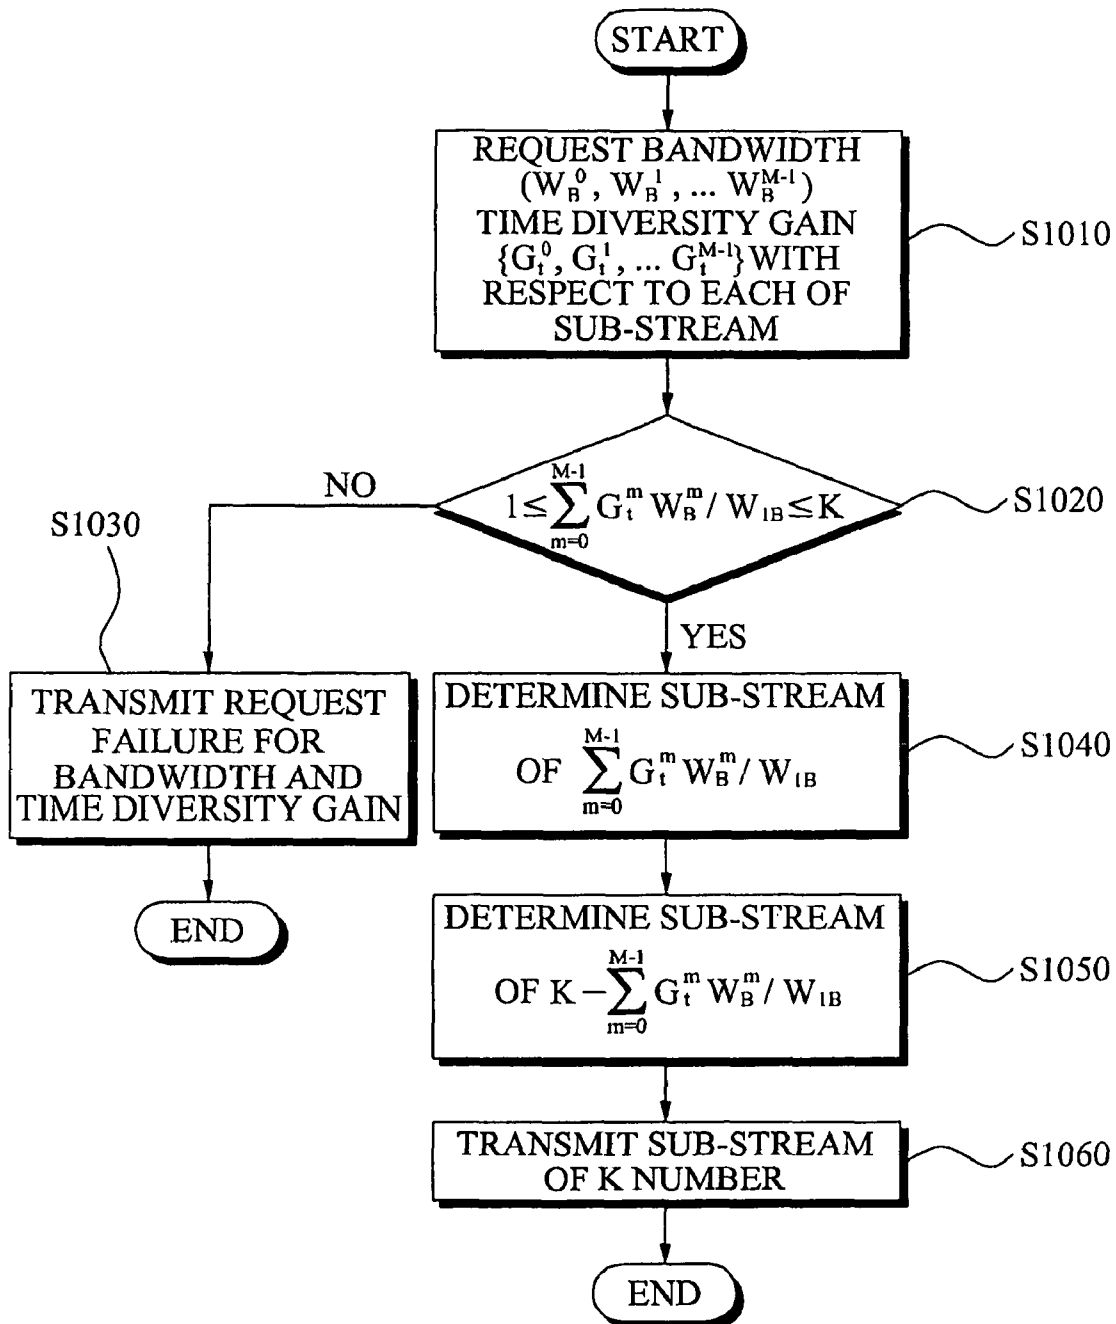 START
REQUEST BANDWIDTH
(W_B^0, W_B^1, ... W_B^{M-1})
TIME DIVERSITY GAIN
{G_t^0, G_t^1, ... G_t^{M-1}} WITH
RESPECT TO EACH OF
SUB-STREAM
S1010
1≤∑_{m=0}^{M-1} G_t^m W_B^m / W_{1B}≤K
S1020
NO
YES
S1030
TRANSMIT REQUEST
FAILURE FOR
BANDWIDTH AND
TIME DIVERSITY GAIN
END
DETERMINE SUB-STREAM
OF ∑_{m=0}^{M-1} G_t^m W_B^m / W_{1B}
S1040
DETERMINE SUB-STREAM
OF K − ∑_{m=0}^{M-1} G_t^m W_B^m / W_{1B}
S1050
TRANSMIT SUB-STREAM
OF K NUMBER
S1060
END